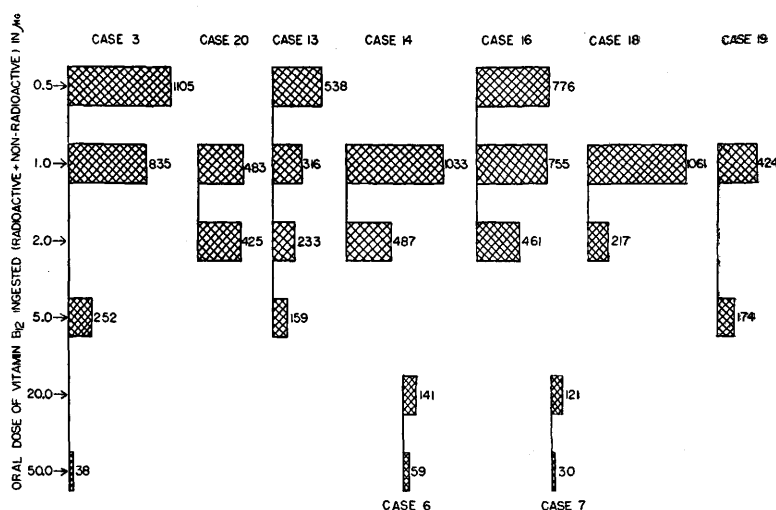 ORAL DOSE OF VITAMIN B12 INGESTED (RADIOACTIVE + NON-RADIOACTIVE) IN µG
CASE 3 CASE 20 CASE 13 CASE 14 CASE 16 CASE 18 CASE 19
0.5→ 1105 538 776
1.0→ 835 483 316 1033 755 1061 424
2.0→ 425 233 487 461 217
5.0→ 252 159 174
20.0→ 141 121
50.0→ 38 59 30
CASE 6 CASE 7